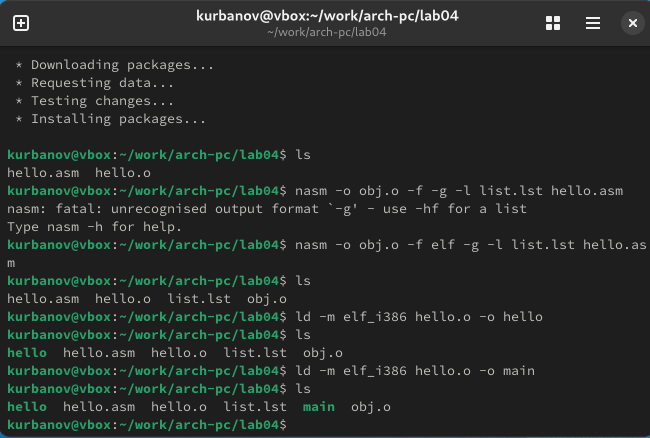 kurbanov@vbox:~/work/arch-pc/lab04
~/work/arch-pc/lab04
* Downloading packages...
* Requesting data...
* Testing changes...
* Installing packages...
kurbanov@vbox:~/work/arch-pc/lab04$ ls
hello.asm  hello.o
kurbanov@vbox:~/work/arch-pc/lab04$ nasm -o obj.o -f -g -l list.lst hello.asm
nasm: fatal: unrecognised output format `-g' - use -hf for a list
Type nasm -h for help.
kurbanov@vbox:~/work/arch-pc/lab04$ nasm -o obj.o -f elf -g -l list.lst hello.as
m
kurbanov@vbox:~/work/arch-pc/lab04$ ls
hello.asm  hello.o  list.lst  obj.o
kurbanov@vbox:~/work/arch-pc/lab04$ ld -m elf_i386 hello.o -o hello
kurbanov@vbox:~/work/arch-pc/lab04$ ls
hello  hello.asm  hello.o  list.lst  obj.o
kurbanov@vbox:~/work/arch-pc/lab04$ ld -m elf_i386 hello.o -o main
kurbanov@vbox:~/work/arch-pc/lab04$ ls
hello  hello.asm  hello.o  list.lst  main  obj.o
kurbanov@vbox:~/work/arch-pc/lab04$